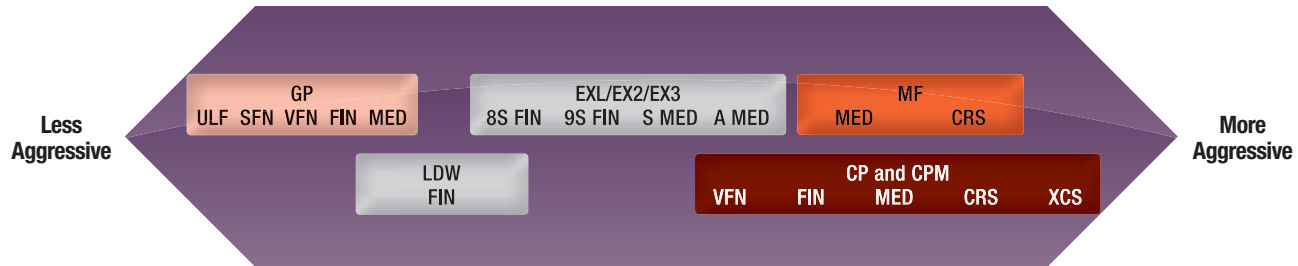 Less
Aggressive
GP
ULF SFN VFN FIN MED
EXL/EX2/EX3
8S FIN 9S FIN S MED A MED
MF
MED CRS
LDW
FIN
CP and CPM
VFN FIN MED CRS XCS
More
Aggressive